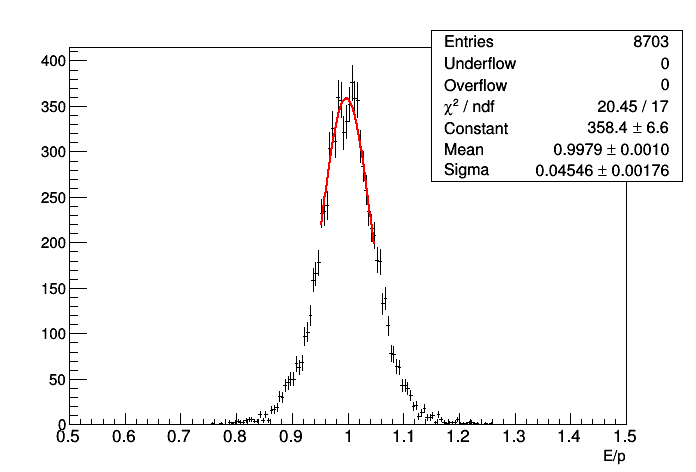 Entries 8703
Underflow 0
Overflow 0
χ² / ndf 20.45 / 17
Constant 358.4 ± 6.6
Mean 0.9979 ± 0.0010
Sigma 0.04546 ± 0.00176
400
350
300
250
200
150
100
50
0
0.5 0.6 0.7 0.8 0.9 1 1.1 1.2 1.3 1.4 1.5
E/p